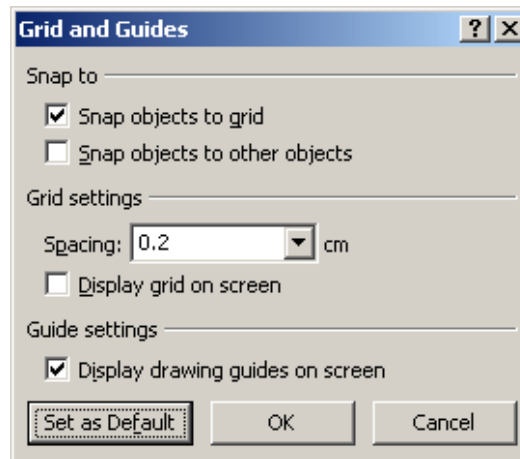 Grid and Guides
Snap to
Snap objects to grid
Snap objects to other objects
Grid settings
Spacing: 0.2 cm
Display grid on screen
Guide settings
Display drawing guides on screen
Set as Default OK Cancel